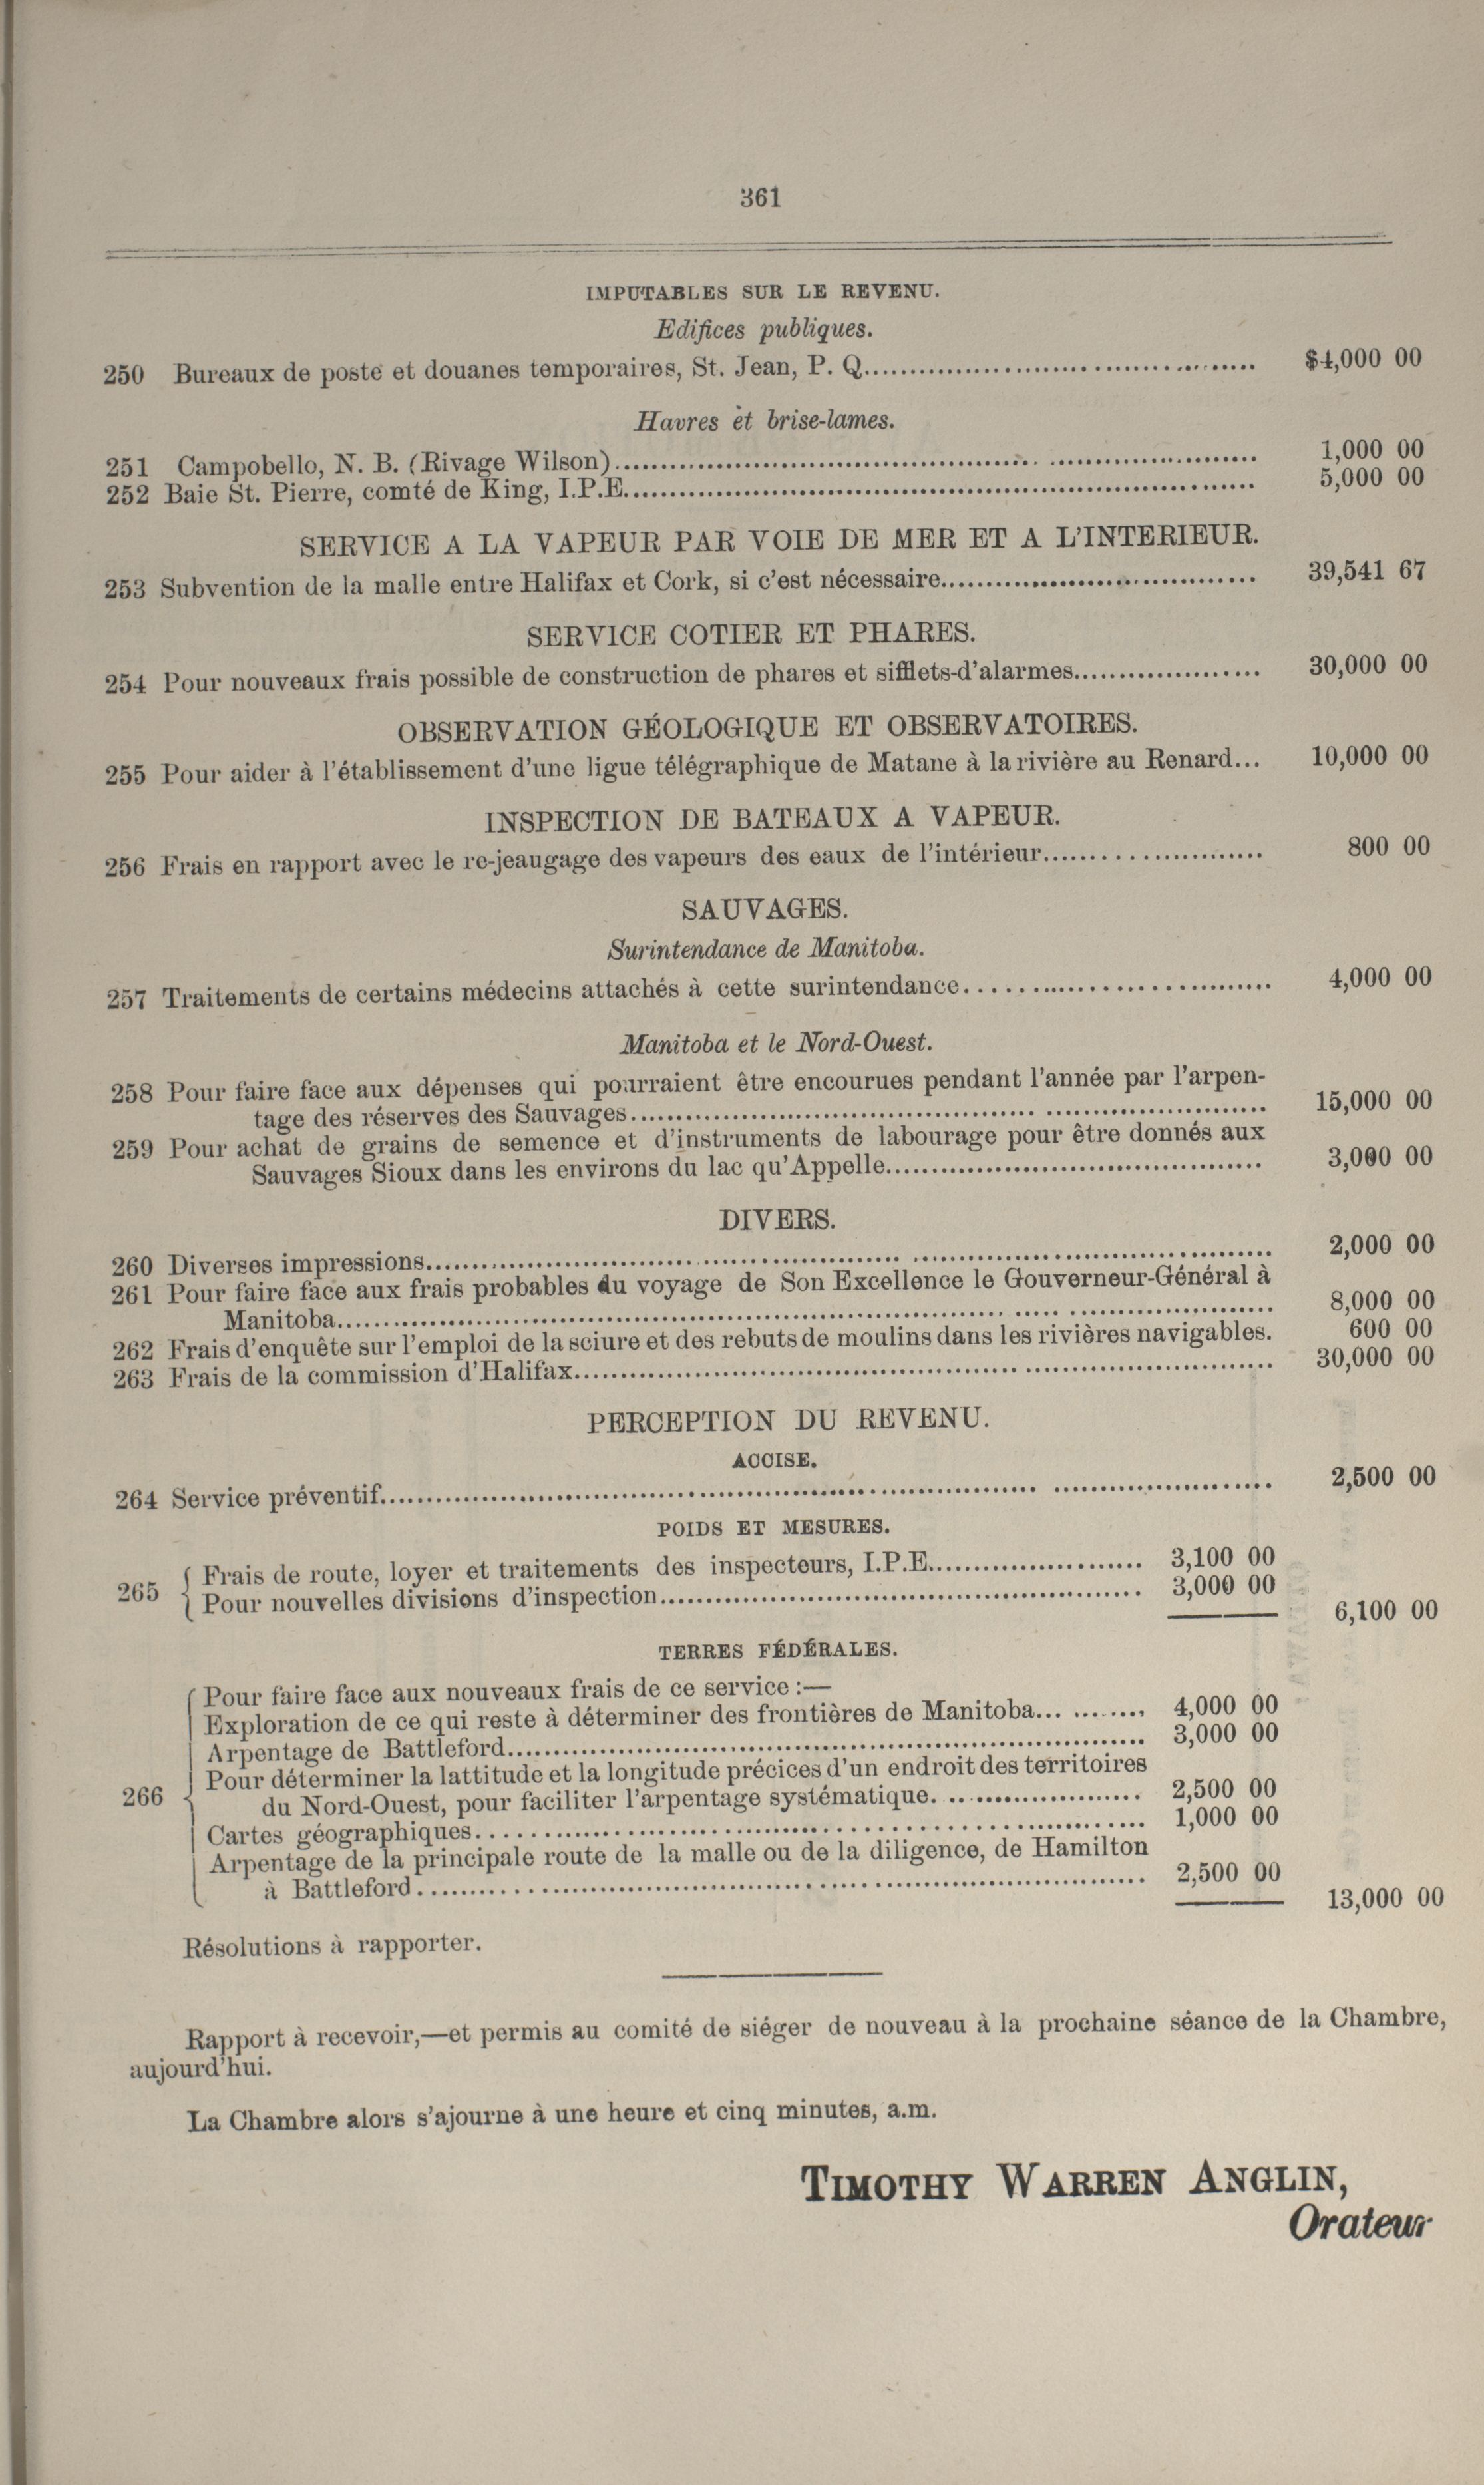 361
IMPUTABLES SUR LE REVENU.
Edifices publiques.
250 Bureaux de poste et douanes temporaires, St. Jean, P. Q. $4,000 00
Havres et brise-lames.
251 Campobello, N. B. (Rivage Wilson) 1,000 00
252 Baie St. Pierre, comté de King, I.P.E. 5,000 00
SERVICE A LA VAPEUR PAR VOIE DE MER ET A L'INTERIEUR.
253 Subvention de la malle entre Halifax et Cork, si c'est nécessaire 39,541 67
SERVICE COTIER ET PHARES.
254 Pour nouveaux frais possible de construction de phares et sifflets-d'alarmes 30,000 00
OBSERVATION GÉOLOGIQUE ET OBSERVATOIRES.
255 Pour aider à l'établissement d'une ligue télégraphique de Matane à la rivière au Renard... 10,000 00
INSPECTION DE BATEAUX A VAPEUR.
256 Frais en rapport avec le re-jeaugage des vapeurs des eaux de l'intérieur 800 00
SAUVAGES.
Surintendance de Manitoba.
257 Traitements de certains médecins attachés à cette surintendance 4,000 00
Manitoba et le Nord-Ouest.
258 Pour faire face aux dépenses qui pourraient être encourues pendant l'année par l'arpen-
tage des réserves des Sauvages 15,000 00
259 Pour achat de grains de semence et d'instruments de labourage pour être donnés aux
Sauvages Sioux dans les environs du lac qu'Appelle 3,000 00
DIVERS.
260 Diverses impressions 2,000 00
261 Pour faire face aux frais probables du voyage de Son Excellence le Gouverneur-Général à
Manitoba 8,000 00
262 Frais d'enquête sur l'emploi de la sciure et des rebuts de moulins dans les rivières navigables. 600 00
263 Frais de la commission d'Halifax 30,000 00
PERCEPTION DU REVENU.
ACCISE.
264 Service préventif 2,500 00
POIDS ET MESURES.
265 { Frais de route, loyer et traitements des inspecteurs, I.P.E. 3,100 00
Pour nouvelles divisions d'inspection 3,000 00
6,100 00
TERRES FÉDÉRALES.
266 { Pour faire face aux nouveaux frais de ce service :—
Exploration de ce qui reste à déterminer des frontières de Manitoba 4,000 00
Arpentage de Battleford 3,000 00
Pour déterminer la lattitude et la longitude précices d'un endroit des territoires
du Nord-Ouest, pour faciliter l'arpentage systématique 2,500 00
Cartes géographiques 1,000 00
Arpentage de la principale route de la malle ou de la diligence, de Hamilton
à Battleford 2,500 00
13,000 00
Résolutions à rapporter.
Rapport à recevoir,—et permis au comité de siéger de nouveau à la prochaine séance de la Chambre,
aujourd'hui.
La Chambre alors s'ajourne à une heure et cinq minutes, a.m.
TIMOTHY WARREN ANGLIN,
Orateur